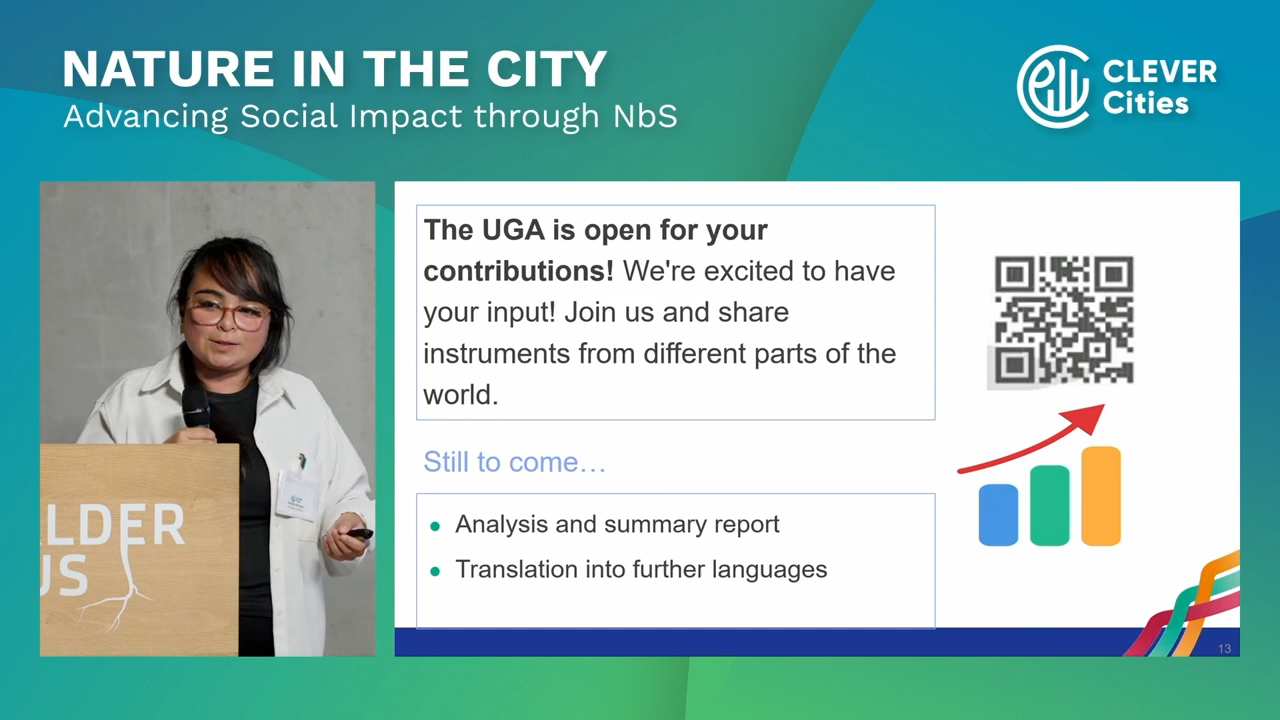 NATURE IN THE CITY
Advancing Social Impact through NbS
CLEVER
Cities
The UGA is open for your
contributions! We're excited to have
your input! Join us and share
instruments from different parts of the
world.
Still to come…
Analysis and summary report
Translation into further languages
LDER
US
13